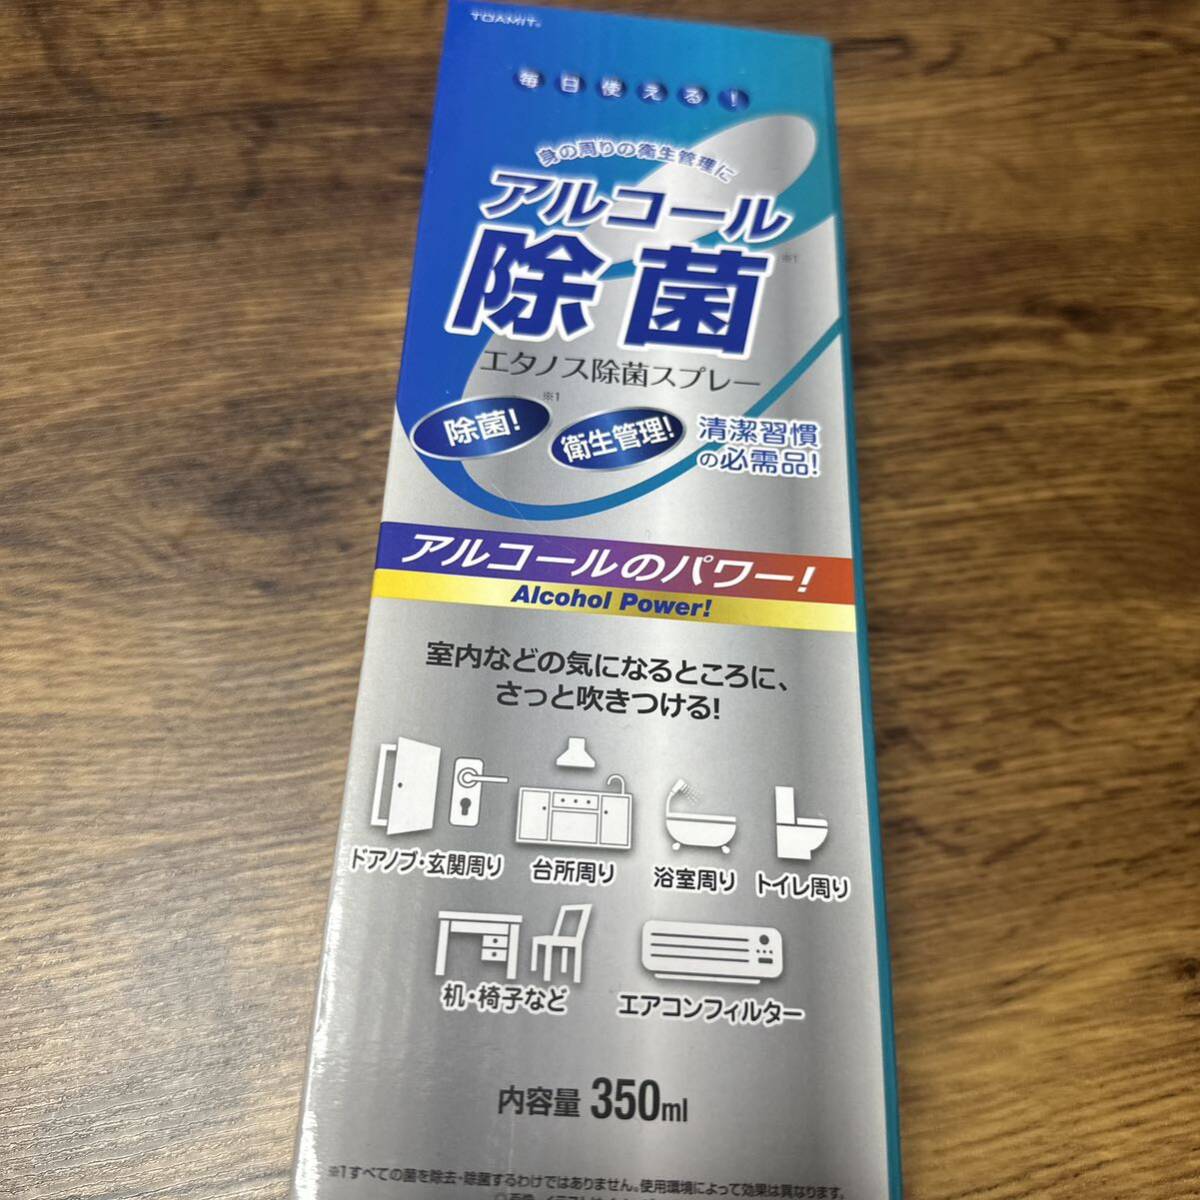 TOAMIT®
毎日使える!
身の周りの衛生管理に
アルコール
除菌※1
エタノス除菌スプレー
除菌!※1
衛生管理!
清潔習慣
の必需品!
アルコールのパワー!
Alcohol Power!
室内などの気になるところに、
さっと吹きつける!
ドアノブ・玄関周り 台所周り 浴室周り トイレ周り
机・椅子など エアコンフィルター
内容量 350ml
※1すべての菌を除去・除菌するわけではありません。使用環境によって効果は異なります。